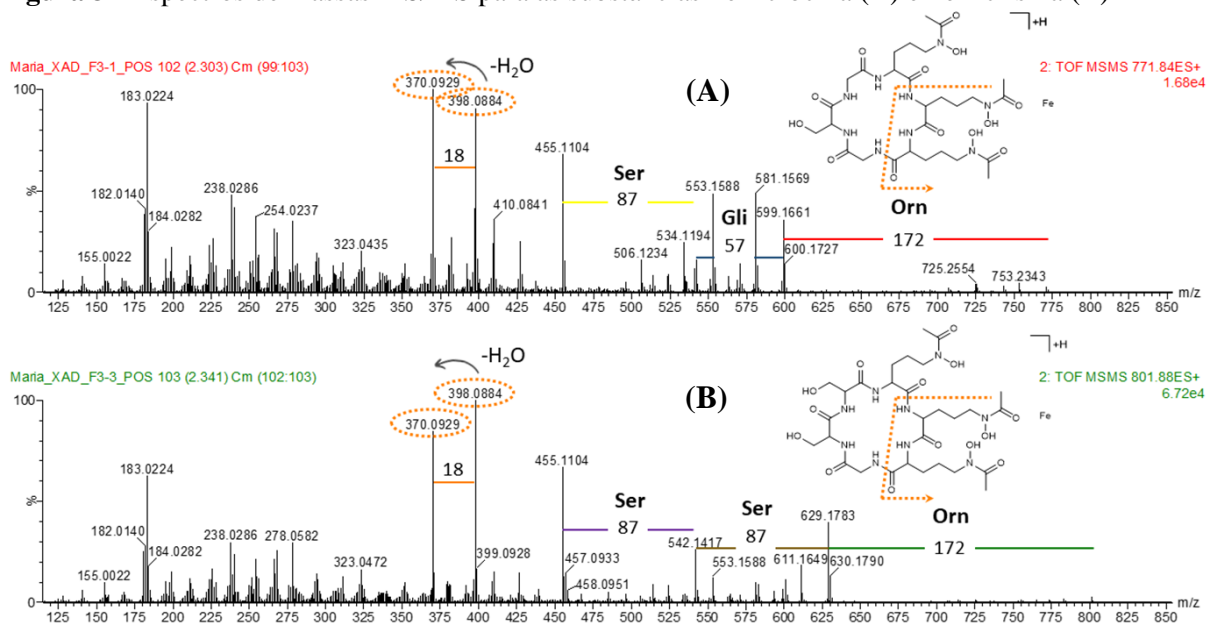 Maria_XAD_F3-1_POS 102 (2.303) Cm (99:103)
(A)
2: TOF MSMS 771.84ES+
1.68e4
-H₂O
100
%
0
370.0929
398.0884
18
183.0224
182.0140
184.0282
155.0022
238.0286
254.0237
323.0435
410.0841
455.1104
Ser
87
506.1234
534.1194
553.1588
Gli
57
581.1569
599.1661
600.1727
Orn
172
725.2554
753.2343
125 150 175 200 225 250 275 300 325 350 375 400 425 450 475 500 525 550 575 600 625 650 675 700 725 750 775 800 825 850 m/z
+H
O
N
OH
NH
H
N
HO
Fe
Maria_XAD_F3-3_POS 103 (2.341) Cm (102:103)
(B)
2: TOF MSMS 801.88ES+
6.72e4
-H₂O
100
%
0
398.0884
370.0929
18
183.0224
182.0140
184.0282
155.0022
238.0286
278.0582
323.0472
399.0928
455.1104
457.0933
458.0951
Ser
87
542.1417
553.1588
Ser
87
611.1649
629.1783
630.1790
Orn
172
125 150 175 200 225 250 275 300 325 350 375 400 425 450 475 500 525 550 575 600 625 650 675 700 725 750 775 800 825 850 m/z
+H
O
N
OH
HO
NH
H
N
Fe